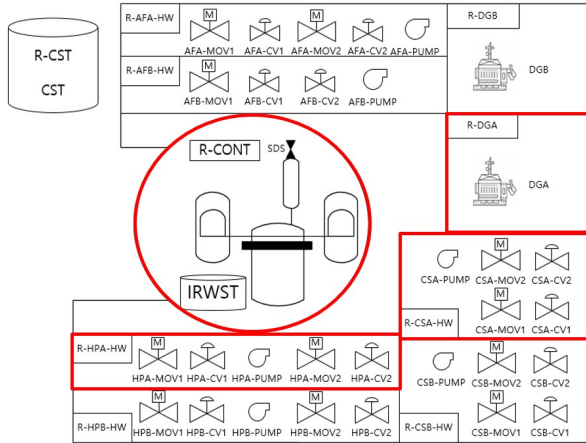 R-CST
CST
R-AFA-HW
M
M
AFA-MOV1 AFA-CV1 AFA-MOV2 AFA-CV2 AFA-PUMP
R-AFB-HW
M
AFB-MOV1 AFB-CV1 AFB-CV2 AFB-PUMP
R-DGB
DGB
R-DGA
DGA
R-CONT
SDS
IRWST
M
CSA-PUMP CSA-MOV2 CSA-CV2
M
R-CSA-HW CSA-MOV1 CSA-CV1
R-HPA-HW
M
M
HPA-MOV1 HPA-CV1 HPA-PUMP HPA-MOV2 HPA-CV2
M
CSB-PUMP CSB-MOV2 CSB-CV2
R-HPB-HW
M
M
HPB-MOV1 HPB-CV1 HPB-PUMP HPB-MOV2 HPB-CV2
M
R-CSB-HW CSB-MOV1 CSB-CV1